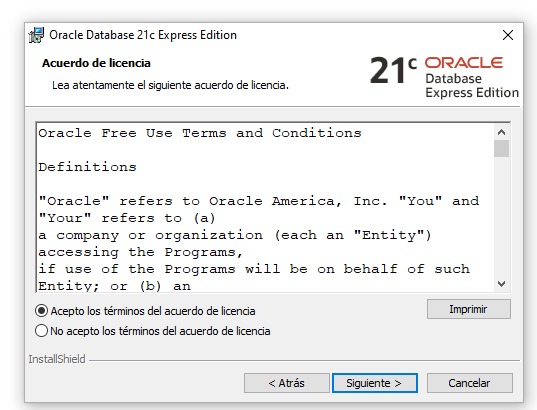 Oracle Database 21c Express Edition
Acuerdo de licencia
Lea atentamente el siguiente acuerdo de licencia.
21c ORACLE
Database
Express Edition
Oracle Free Use Terms and Conditions
Definitions
"Oracle" refers to Oracle America, Inc. "You" and
"Your" refers to (a)
a company or organization (each an "Entity")
accessing the Programs,
if use of the Programs will be on behalf of such
Entity; or (b) an
Acepto los términos del acuerdo de licencia
Imprimir
No acepto los términos del acuerdo de licencia
InstallShield
< Atrás
Siguiente >
Cancelar